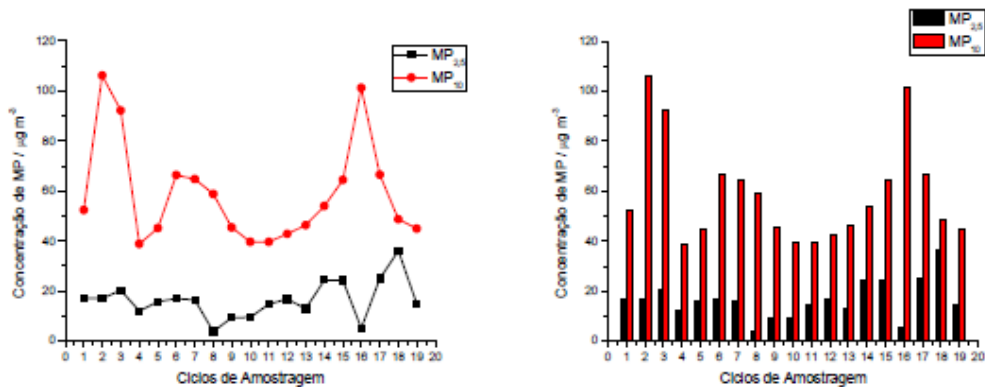 Concentração de MP / µg m⁻³
120
100
80
60
40
20
0
MP₂,₅
MP₁₀
0 1 2 3 4 5 6 7 8 9 10 11 12 13 14 15 16 17 18 19 20
Ciclos de Amostragem
MP₂,₅
MP₁₀
Concentração de MP / µg m⁻³
120
100
80
60
40
20
0
0 1 2 3 4 5 6 7 8 9 10 11 12 13 14 15 16 17 18 19 20
Ciclos de Amostragem